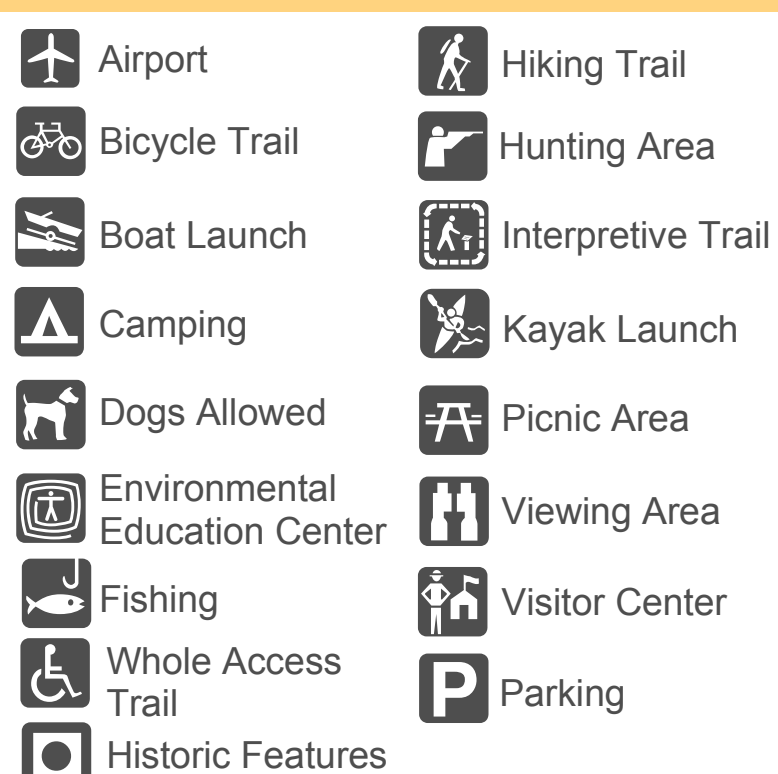 Airport
Bicycle Trail
Boat Launch
Camping
Dogs Allowed
Environmental
Education Center
Fishing
Whole Access
Trail
Historic Features
Hiking Trail
Hunting Area
Interpretive Trail
Kayak Launch
Picnic Area
Viewing Area
Visitor Center
P Parking